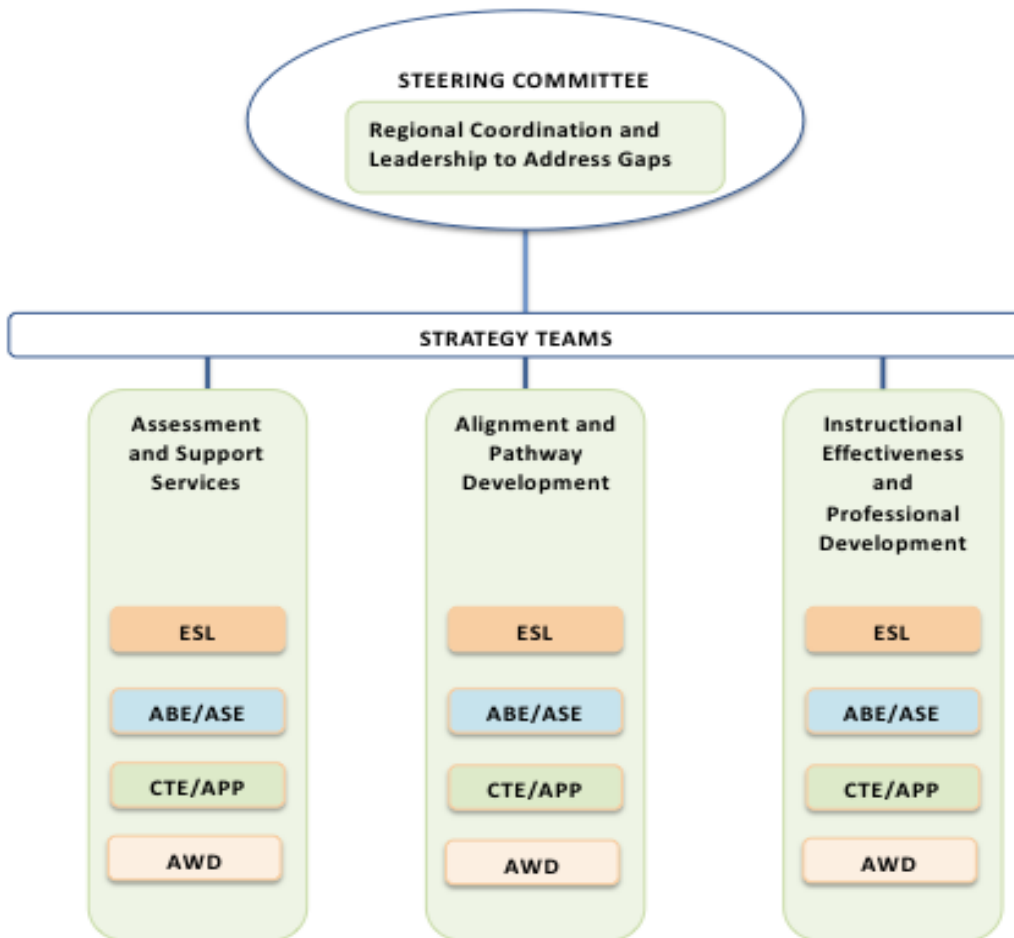 STEERING COMMITTEE
Regional Coordination and
Leadership to Address Gaps
STRATEGY TEAMS
Assessment
and Support
Services
ESL
ABE/ASE
CTE/APP
AWD
Alignment and
Pathway
Development
ESL
ABE/ASE
CTE/APP
AWD
Instructional
Effectiveness
and
Professional
Development
ESL
ABE/ASE
CTE/APP
AWD